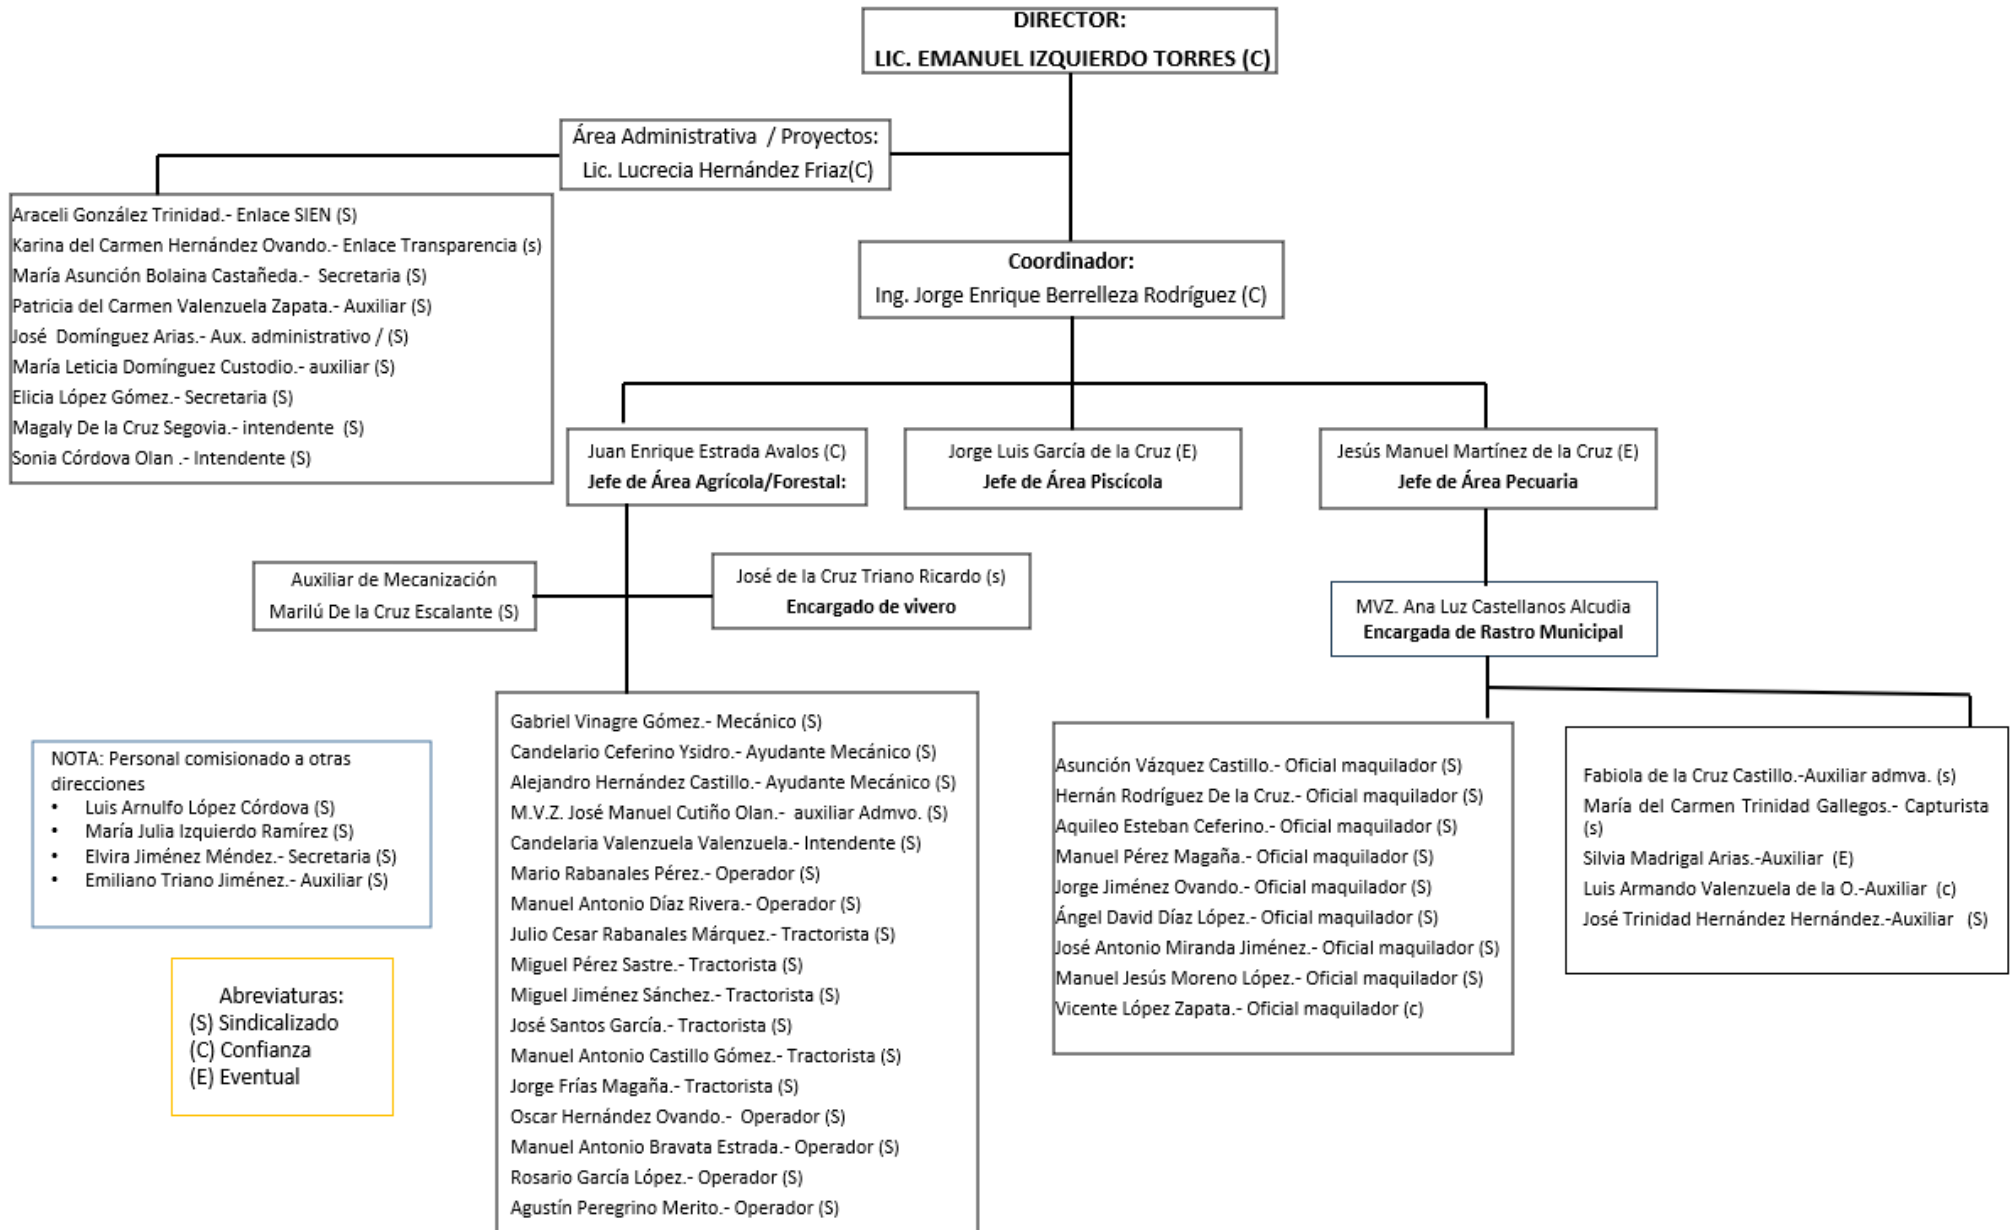 DIRECTOR:
LIC. EMANUEL IZQUIERDO TORRES (C)
Área Administrativa / Proyectos:
Lic. Lucrecia Hernández Friaz(C)
Araceli González Trinidad.- Enlace SIEN (S)
Karina del Carmen Hernández Ovando.- Enlace Transparencia (s)
María Asunción Bolaina Castañeda.- Secretaria (S)
Patricia del Carmen Valenzuela Zapata.- Auxiliar (S)
José Domínguez Arias.- Aux. administrativo / (S)
María Leticia Domínguez Custodio.- auxiliar (S)
Elicia López Gómez.- Secretaria (S)
Magaly De la Cruz Segovia.- intendente (S)
Sonia Córdova Olan .- Intendente (S)
Coordinador:
Ing. Jorge Enrique Berrelleza Rodríguez (C)
Juan Enrique Estrada Avalos (C)
Jefe de Área Agrícola/Forestal:
Jorge Luis García de la Cruz (E)
Jefe de Área Piscícola
Jesús Manuel Martínez de la Cruz (E)
Jefe de Área Pecuaria
Auxiliar de Mecanización
Marilú De la Cruz Escalante (S)
José de la Cruz Triano Ricardo (s)
Encargado de vivero
MVZ. Ana Luz Castellanos Alcudia
Encargada de Rastro Municipal
NOTA: Personal comisionado a otras
direcciones
• Luis Arnulfo López Córdova (S)
• María Julia Izquierdo Ramírez (S)
• Elvira Jiménez Méndez.- Secretaria (S)
• Emiliano Triano Jiménez.- Auxiliar (S)
Abreviaturas:
(S) Sindicalizado
(C) Confianza
(E) Eventual
Gabriel Vinagre Gómez.- Mecánico (S)
Candelario Ceferino Ysidro.- Ayudante Mecánico (S)
Alejandro Hernández Castillo.- Ayudante Mecánico (S)
M.V.Z. José Manuel Cutiño Olan.- auxiliar Admvo. (S)
Candelaria Valenzuela Valenzuela.- Intendente (S)
Mario Rabanales Pérez.- Operador (S)
Manuel Antonio Díaz Rivera.- Operador (S)
Julio Cesar Rabanales Márquez.- Tractorista (S)
Miguel Pérez Sastre.- Tractorista (S)
Miguel Jiménez Sánchez.- Tractorista (S)
José Santos García.- Tractorista (S)
Manuel Antonio Castillo Gómez.- Tractorista (S)
Jorge Frías Magaña.- Tractorista (S)
Oscar Hernández Ovando.- Operador (S)
Manuel Antonio Bravata Estrada.- Operador (S)
Rosario García López.- Operador (S)
Agustín Peregrino Merito.- Operador (S)
Asunción Vázquez Castillo.- Oficial maquilador (S)
Hernán Rodríguez De la Cruz.- Oficial maquilador (S)
Aquileo Esteban Ceferino.- Oficial maquilador (S)
Manuel Pérez Magaña.- Oficial maquilador (S)
Jorge Jiménez Ovando.- Oficial maquilador (S)
Ángel David Díaz López.- Oficial maquilador (S)
José Antonio Miranda Jiménez.- Oficial maquilador (S)
Manuel Jesús Moreno López.- Oficial maquilador (S)
Vicente López Zapata.- Oficial maquilador (c)
Fabiola de la Cruz Castillo.-Auxiliar admva. (s)
María del Carmen Trinidad Gallegos.- Capturista
(s)
Silvia Madrigal Arias.-Auxiliar (E)
Luis Armando Valenzuela de la O.-Auxiliar (c)
José Trinidad Hernández Hernández.-Auxiliar (S)